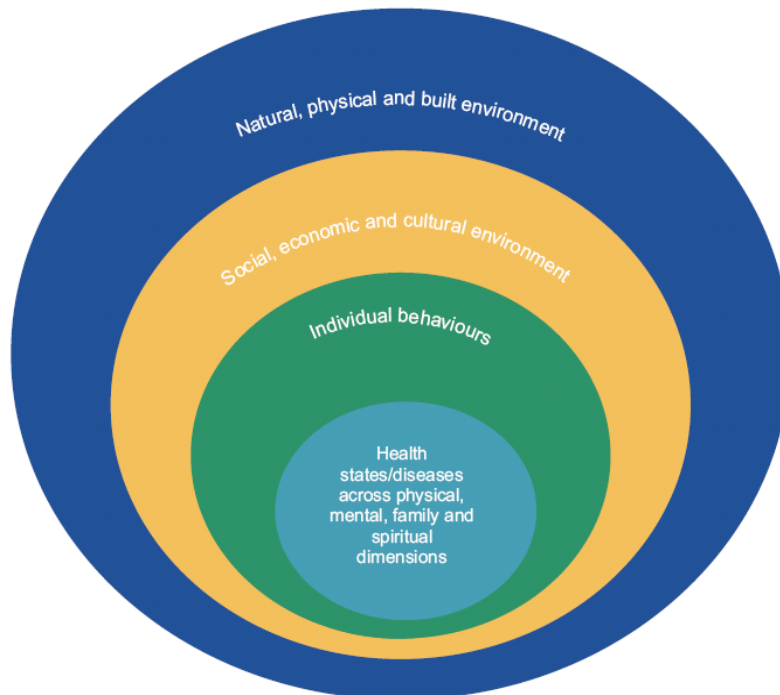 Natural, physical and built environment
Social, economic and cultural environment
Individual behaviours
Health
states/diseases
across physical,
mental, family and
spiritual
dimensions